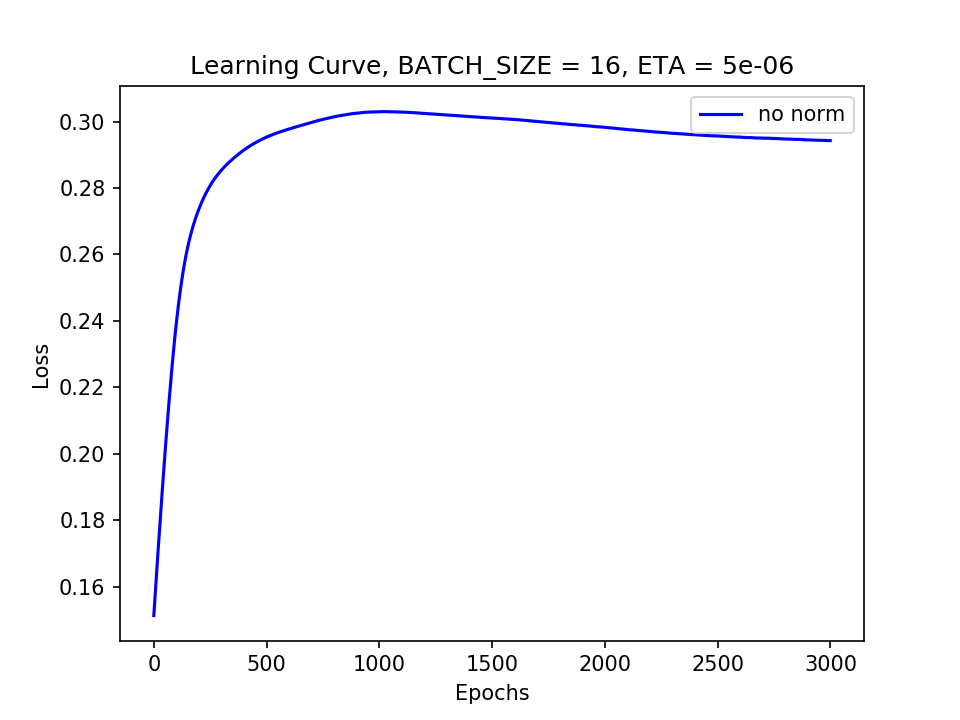 Learning Curve, BATCH_SIZE = 16, ETA = 5e-06
no norm
0.30
0.28
0.26
0.24
0.22
0.20
0.18
0.16
Loss
0 500 1000 1500 2000 2500 3000
Epochs